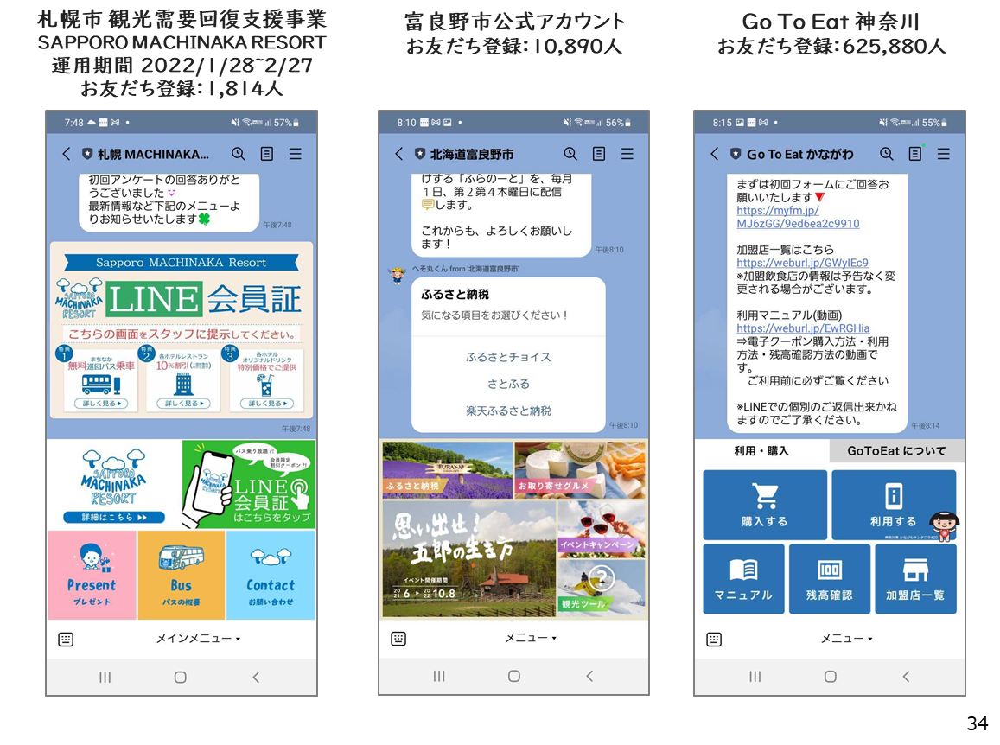 札幌市 観光需要回復支援事業
SAPPORO MACHINAKA RESORT
運用期間 2022/1/28~2/27
お友だち登録:1,814人
7:48
57%
札幌 MACHINAKA...
初回アンケートの回答ありがと
うございました
最新情報など下記のメニューよ
りお知らせいたします
午後7:48
Sapporo MACHINAKA Resort
SAPPORO
MACHINAKA
RESORT
LINE会員証
こちらの画面をスタッフに提示してください。
特典
1
まちなか
無料巡回バス乗車
詳しく見る
特典
2
各ホテルレストラン
10%割引
HOTEL
詳しく見る
特典
3
各ホテル
オリジナルドリンク
特別価格でご提供
詳しく見る
午後7:48
SAPPORO
MACHINAKA
RESORT
詳細はこちら
バス乗り放題?!
会員限定
割引クーポン?!
LINE
会員証
はこちらをタップ
Present
プレゼント
Bus
バスの概要
Contact
お問い合わせ
メインメニュー
富良野市公式アカウント
お友だち登録:10,890人
8:10
56%
北海道富良野市
けする「ふらのーと」を、毎月
1日、第2第4木曜日に配信
します。
これからも、よろしくお願いし
ます!
午後8:10
へそ丸くん from '北海道富良野市'
ふるさと納税
気になる項目をお選びください!
ふるさとチョイス
さとふる
楽天ふるさと納税
午後8:10
FURANO
ふるさと納税
お取り寄せグルメ
思い出せ!
五郎の生き方
イベント開催期間
2021 6 ▶ 2022 10.8
イベントキャンペーン
?
観光ツール
メニュー
Go To Eat 神奈川
お友だち登録:625,880人
8:15
55%
Go To Eat かながわ
まずは初回フォームにご回答お
願いいたします
https://myfm.jp/
MJ6zGG/9ed6ea2c9910
加盟店一覧はこちら
https://weburl.jp/GWyIEc9
※加盟飲食店の情報は予告なく変
更される場合がございます。
利用マニュアル(動画)
https://weburl.jp/EwRGHia
⇒電子クーポン購入方法・利用
方法・残高確認方法の動画で
す。
ご利用前に必ずご覧ください
※LINEでの個別のご返信出来かね
ますのでご了承ください。
午後8:14
利用・購入
GoToEatについて
購入する
利用する
マニュアル
100
残高確認
加盟店一覧
メニュー
34